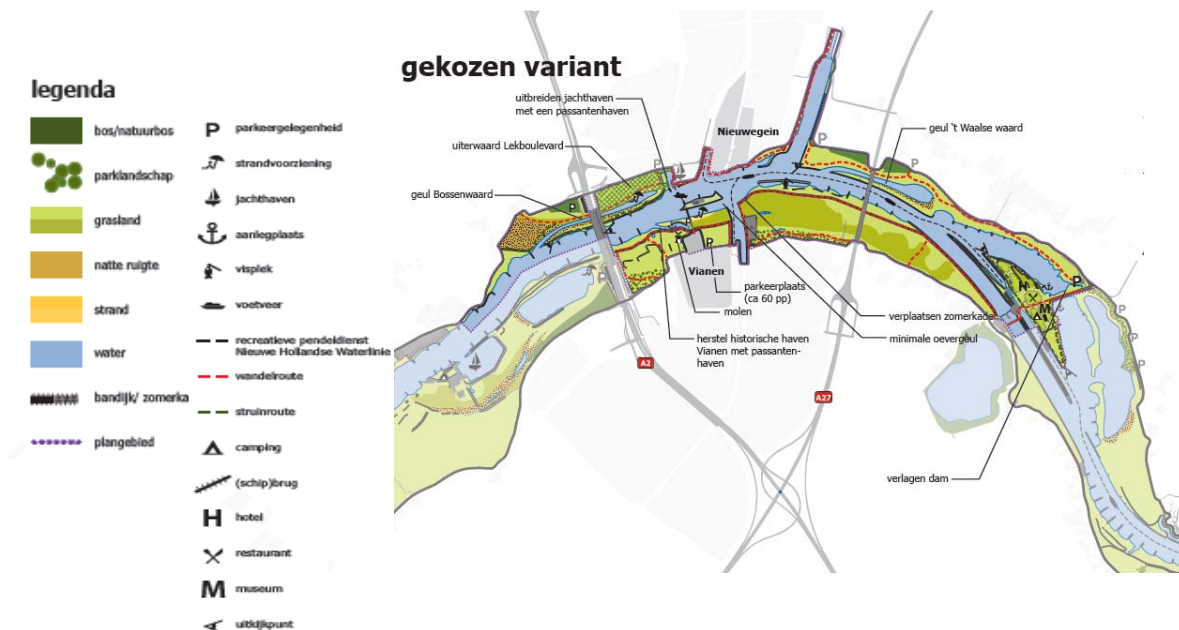 gekozen variant
legenda
bos/natuurbos
parklandschap
grasland
natte ruigte
strand
water
bandijk/ zomerka
plangebied
P parkeergelegenheid
strandvoorziening
jachthaven
aanlegplaats
visplek
voetveer
recreatieve pendeldienst
Nieuwe Hollandse Waterlinie
wandelroute
struinroute
camping
(schip)brug
H hotel
restaurant
M museum
uitkijkpunt
uitbreiden jachthaven
met een passantenhaven
Nieuwegein
uiterwaard Lekboulevard
geul 't Waalse waard
geul Bossenwaard
P
P
P
P
P
P
Vianen
parkeerplaats
(ca 60 pp)
molen
verplaatsen zomerkade
herstel historische haven
Vianen met passanten-
haven
minimale oevergeul
H
M
P
P
P
P
P
A2
A27
verlagen dam